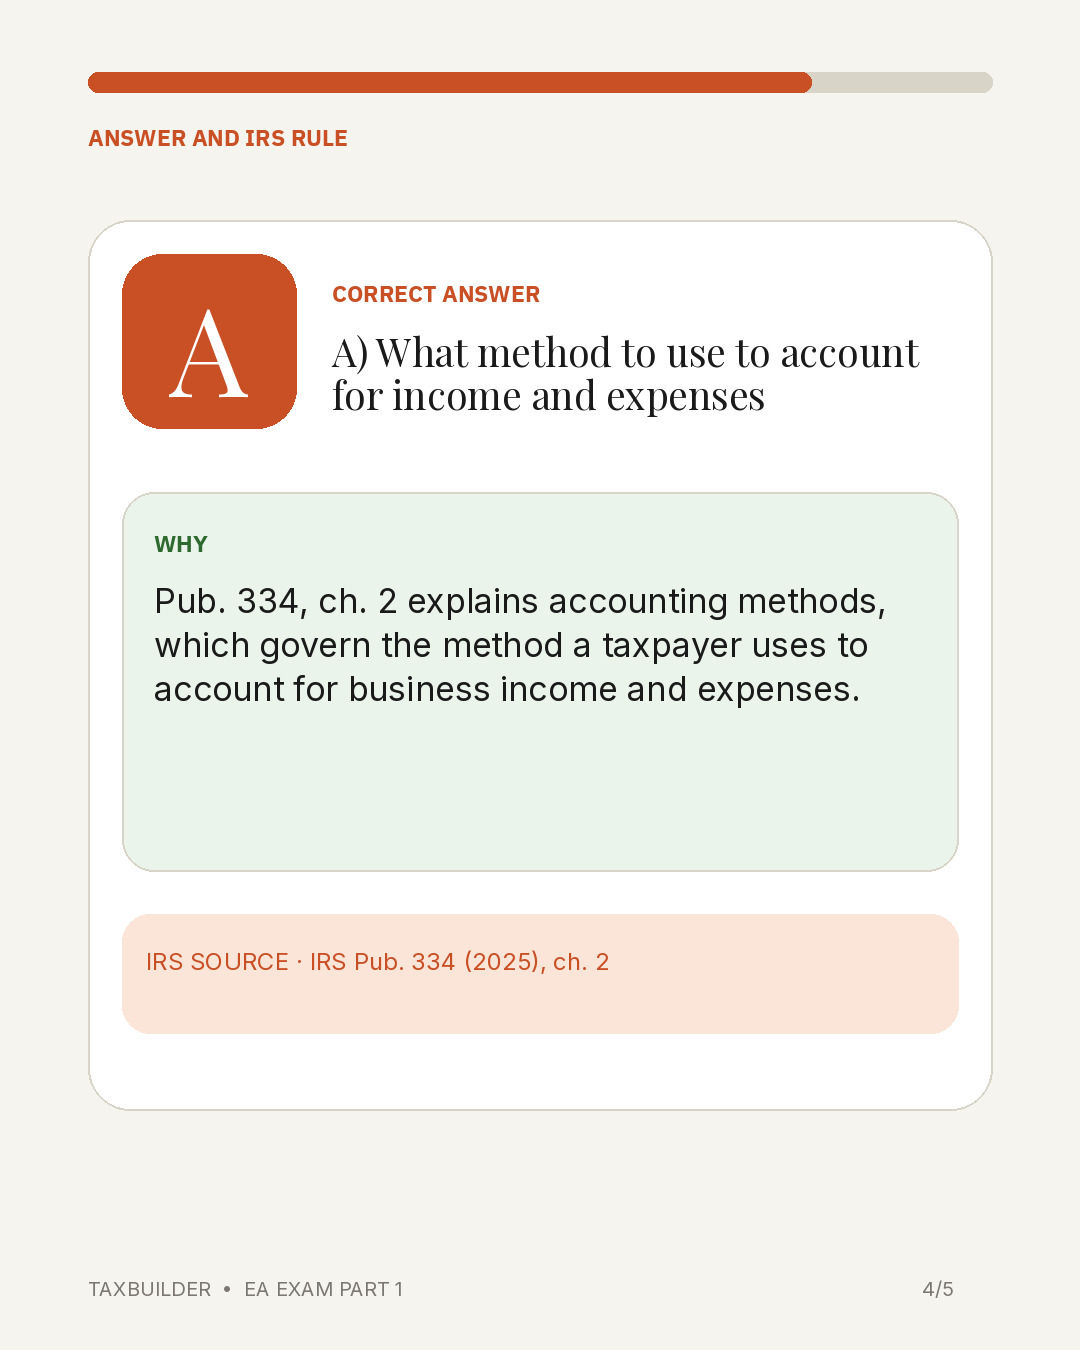 ANSWER AND IRS RULE
A
CORRECT ANSWER
A) What method to use to account
for income and expenses
WHY
Pub. 334, ch. 2 explains accounting methods,
which govern the method a taxpayer uses to
account for business income and expenses.
IRS SOURCE · IRS Pub. 334 (2025), ch. 2
TAXBUILDER • EA EXAM PART 1
4/5